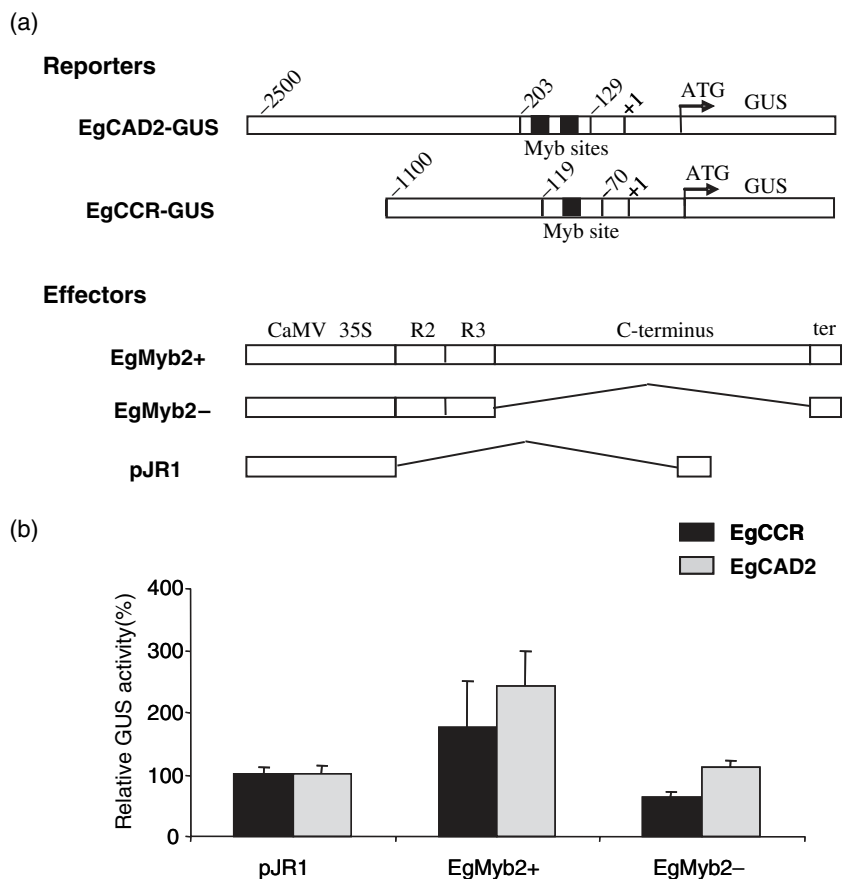 (a)
Reporters
–2500
–203
–129
+1
ATG
GUS
EgCAD2-GUS
Myb sites
–1100
–119
–70
+1
ATG
GUS
EgCCR-GUS
Myb site
Effectors
CaMV 35S R2 R3 C-terminus ter
EgMyb2+
EgMyb2–
pJR1
(b)
EgCCR
EgCAD2
Relative GUS activity(%)
400
300
200
100
0
pJR1 EgMyb2+ EgMyb2–